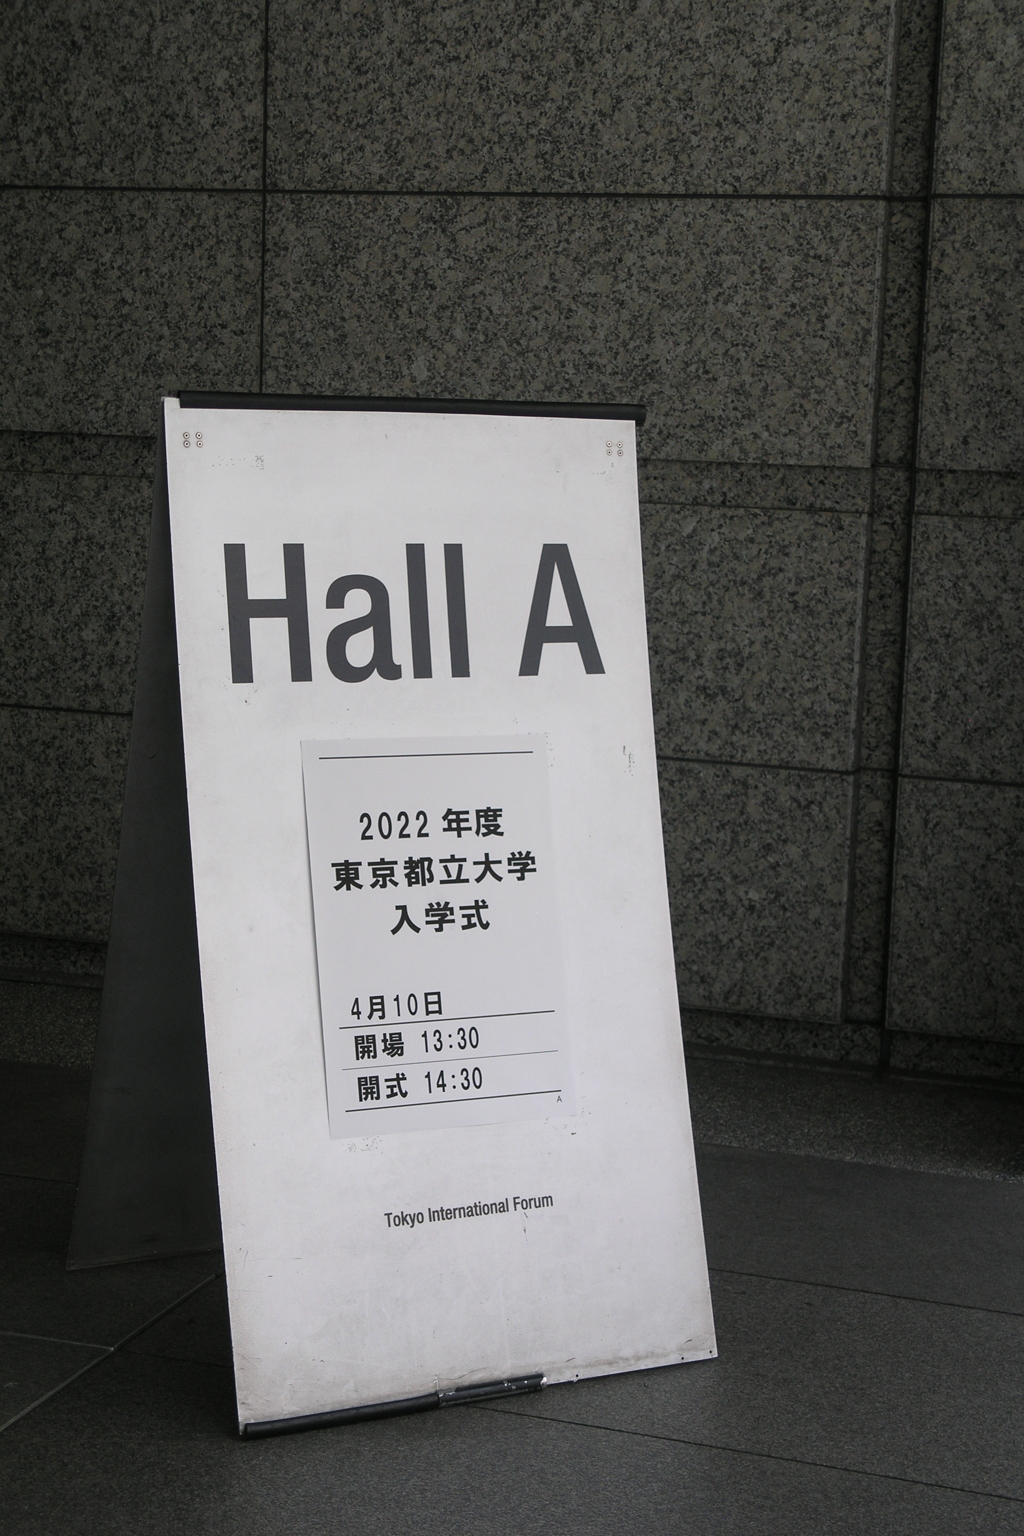 Hall A
2022 年度
東京都立大学
入学式
4月10日
開場 13:30
開式 14:30
A
Tokyo International Forum